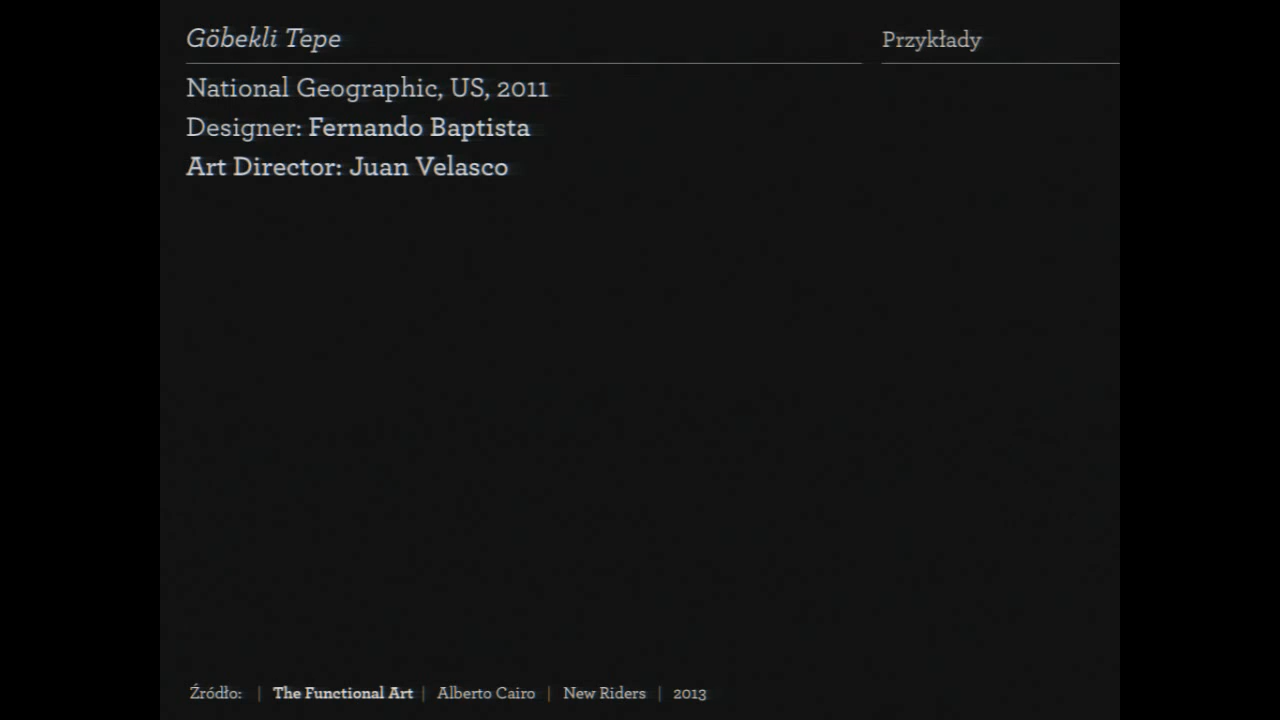 Göbekli Tepe
Przykłady
National Geographic, US, 2011
Designer: Fernando Baptista
Art Director: Juan Velasco
Źródło: | The Functional Art | Alberto Cairo | New Riders | 2013